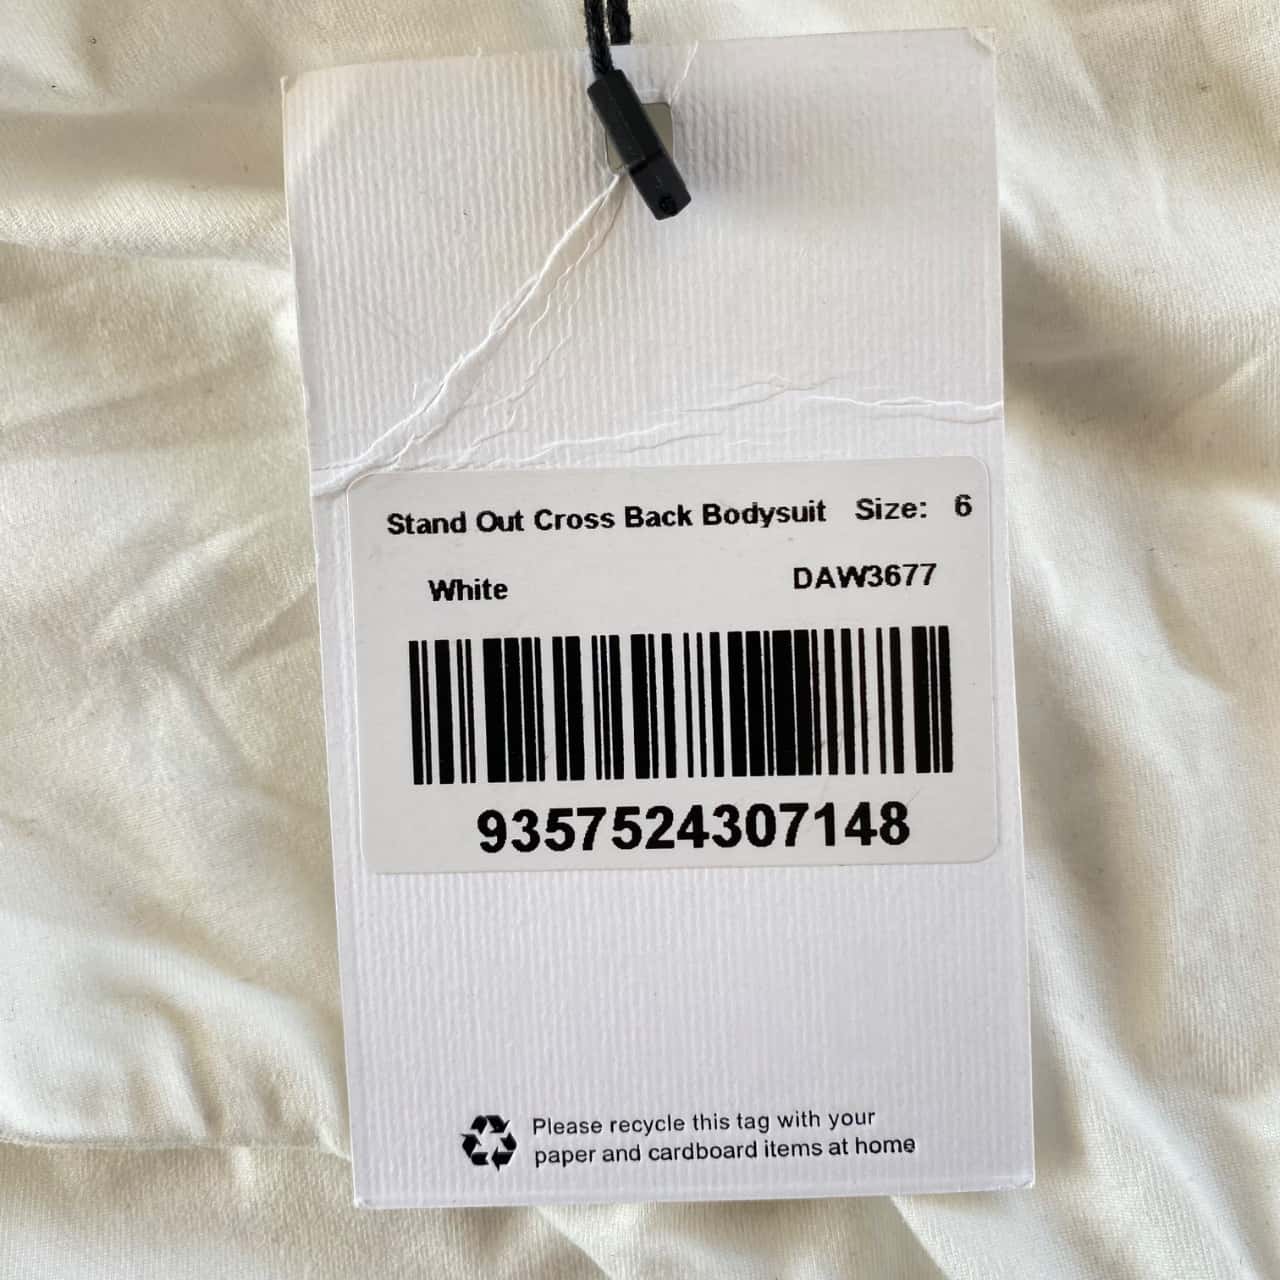 Stand Out Cross Back Bodysuit Size: 6
White DAW3677
9357524307148
Please recycle this tag with your
paper and cardboard items at home